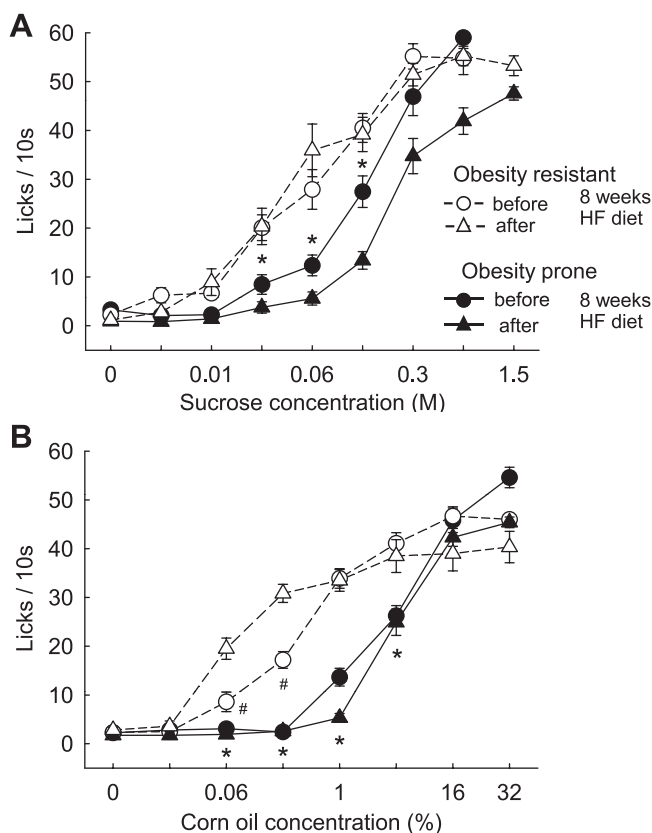 A
60
50
40
30
20
10
0
Licks / 10s
*
*
*
Obesity resistant
before 8 weeks
after HF diet
Obesity prone
before 8 weeks
after HF diet
0 0.01 0.06 0.3 1.5
Sucrose concentration (M)
B
60
50
40
30
20
10
0
Licks / 10s
#
#
* * * *
0 0.06 1 16 32
Corn oil concentration (%)